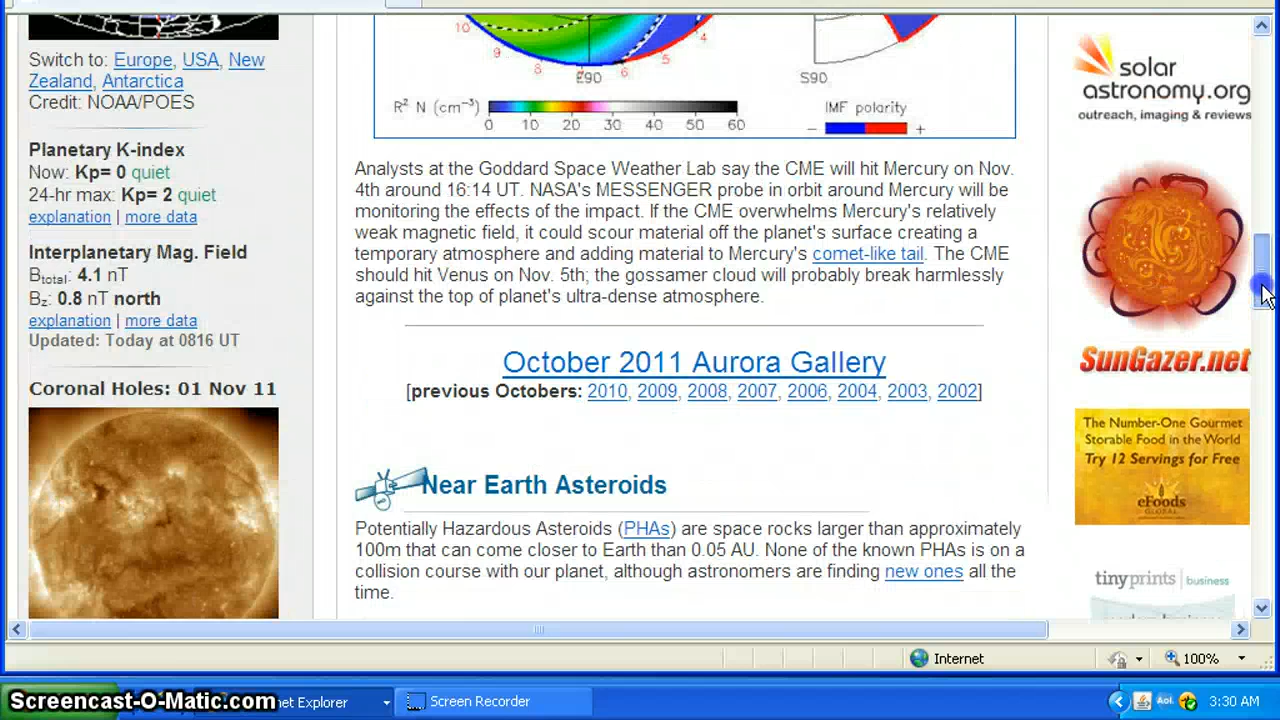 Switch to: Europe, USA, New
Zealand, Antarctica
Credit: NOAA/POES
Planetary K-index
Now: Kp= 0 quiet
24-hr max: Kp= 2 quiet
explanation | more data
Interplanetary Mag. Field
Btotal: 4.1 nT
Bz: 0.8 nT north
explanation | more data
Updated: Today at 0816 UT
Coronal Holes: 01 Nov 11
10
9
8
7
6
5
4
E90
S90
R² N (cm⁻³)
0 10 20 30 40 50 60
IMF polarity
− +
Analysts at the Goddard Space Weather Lab say the CME will hit Mercury on Nov.
4th around 16:14 UT. NASA's MESSENGER probe in orbit around Mercury will be
monitoring the effects of the impact. If the CME overwhelms Mercury's relatively
weak magnetic field, it could scour material off the planet's surface creating a
temporary atmosphere and adding material to Mercury's comet-like tail. The CME
should hit Venus on Nov. 5th; the gossamer cloud will probably break harmlessly
against the top of planet's ultra-dense atmosphere.
October 2011 Aurora Gallery
[previous Octobers: 2010, 2009, 2008, 2007, 2006, 2004, 2003, 2002]
Near Earth Asteroids
Potentially Hazardous Asteroids (PHAs) are space rocks larger than approximately
100m that can come closer to Earth than 0.05 AU. None of the known PHAs is on a
collision course with our planet, although astronomers are finding new ones all the
time.
solar
astronomy.org
outreach, imaging & reviews
SunGazer.net
The Number-One Gourmet
Storable Food in the World
Try 12 Servings for Free
eFoods
GLOBAL
tinyprints | business
Internet
100%
Screencast-O-Matic.com
net Explorer
Screen Recorder
Aol.
3:30 AM